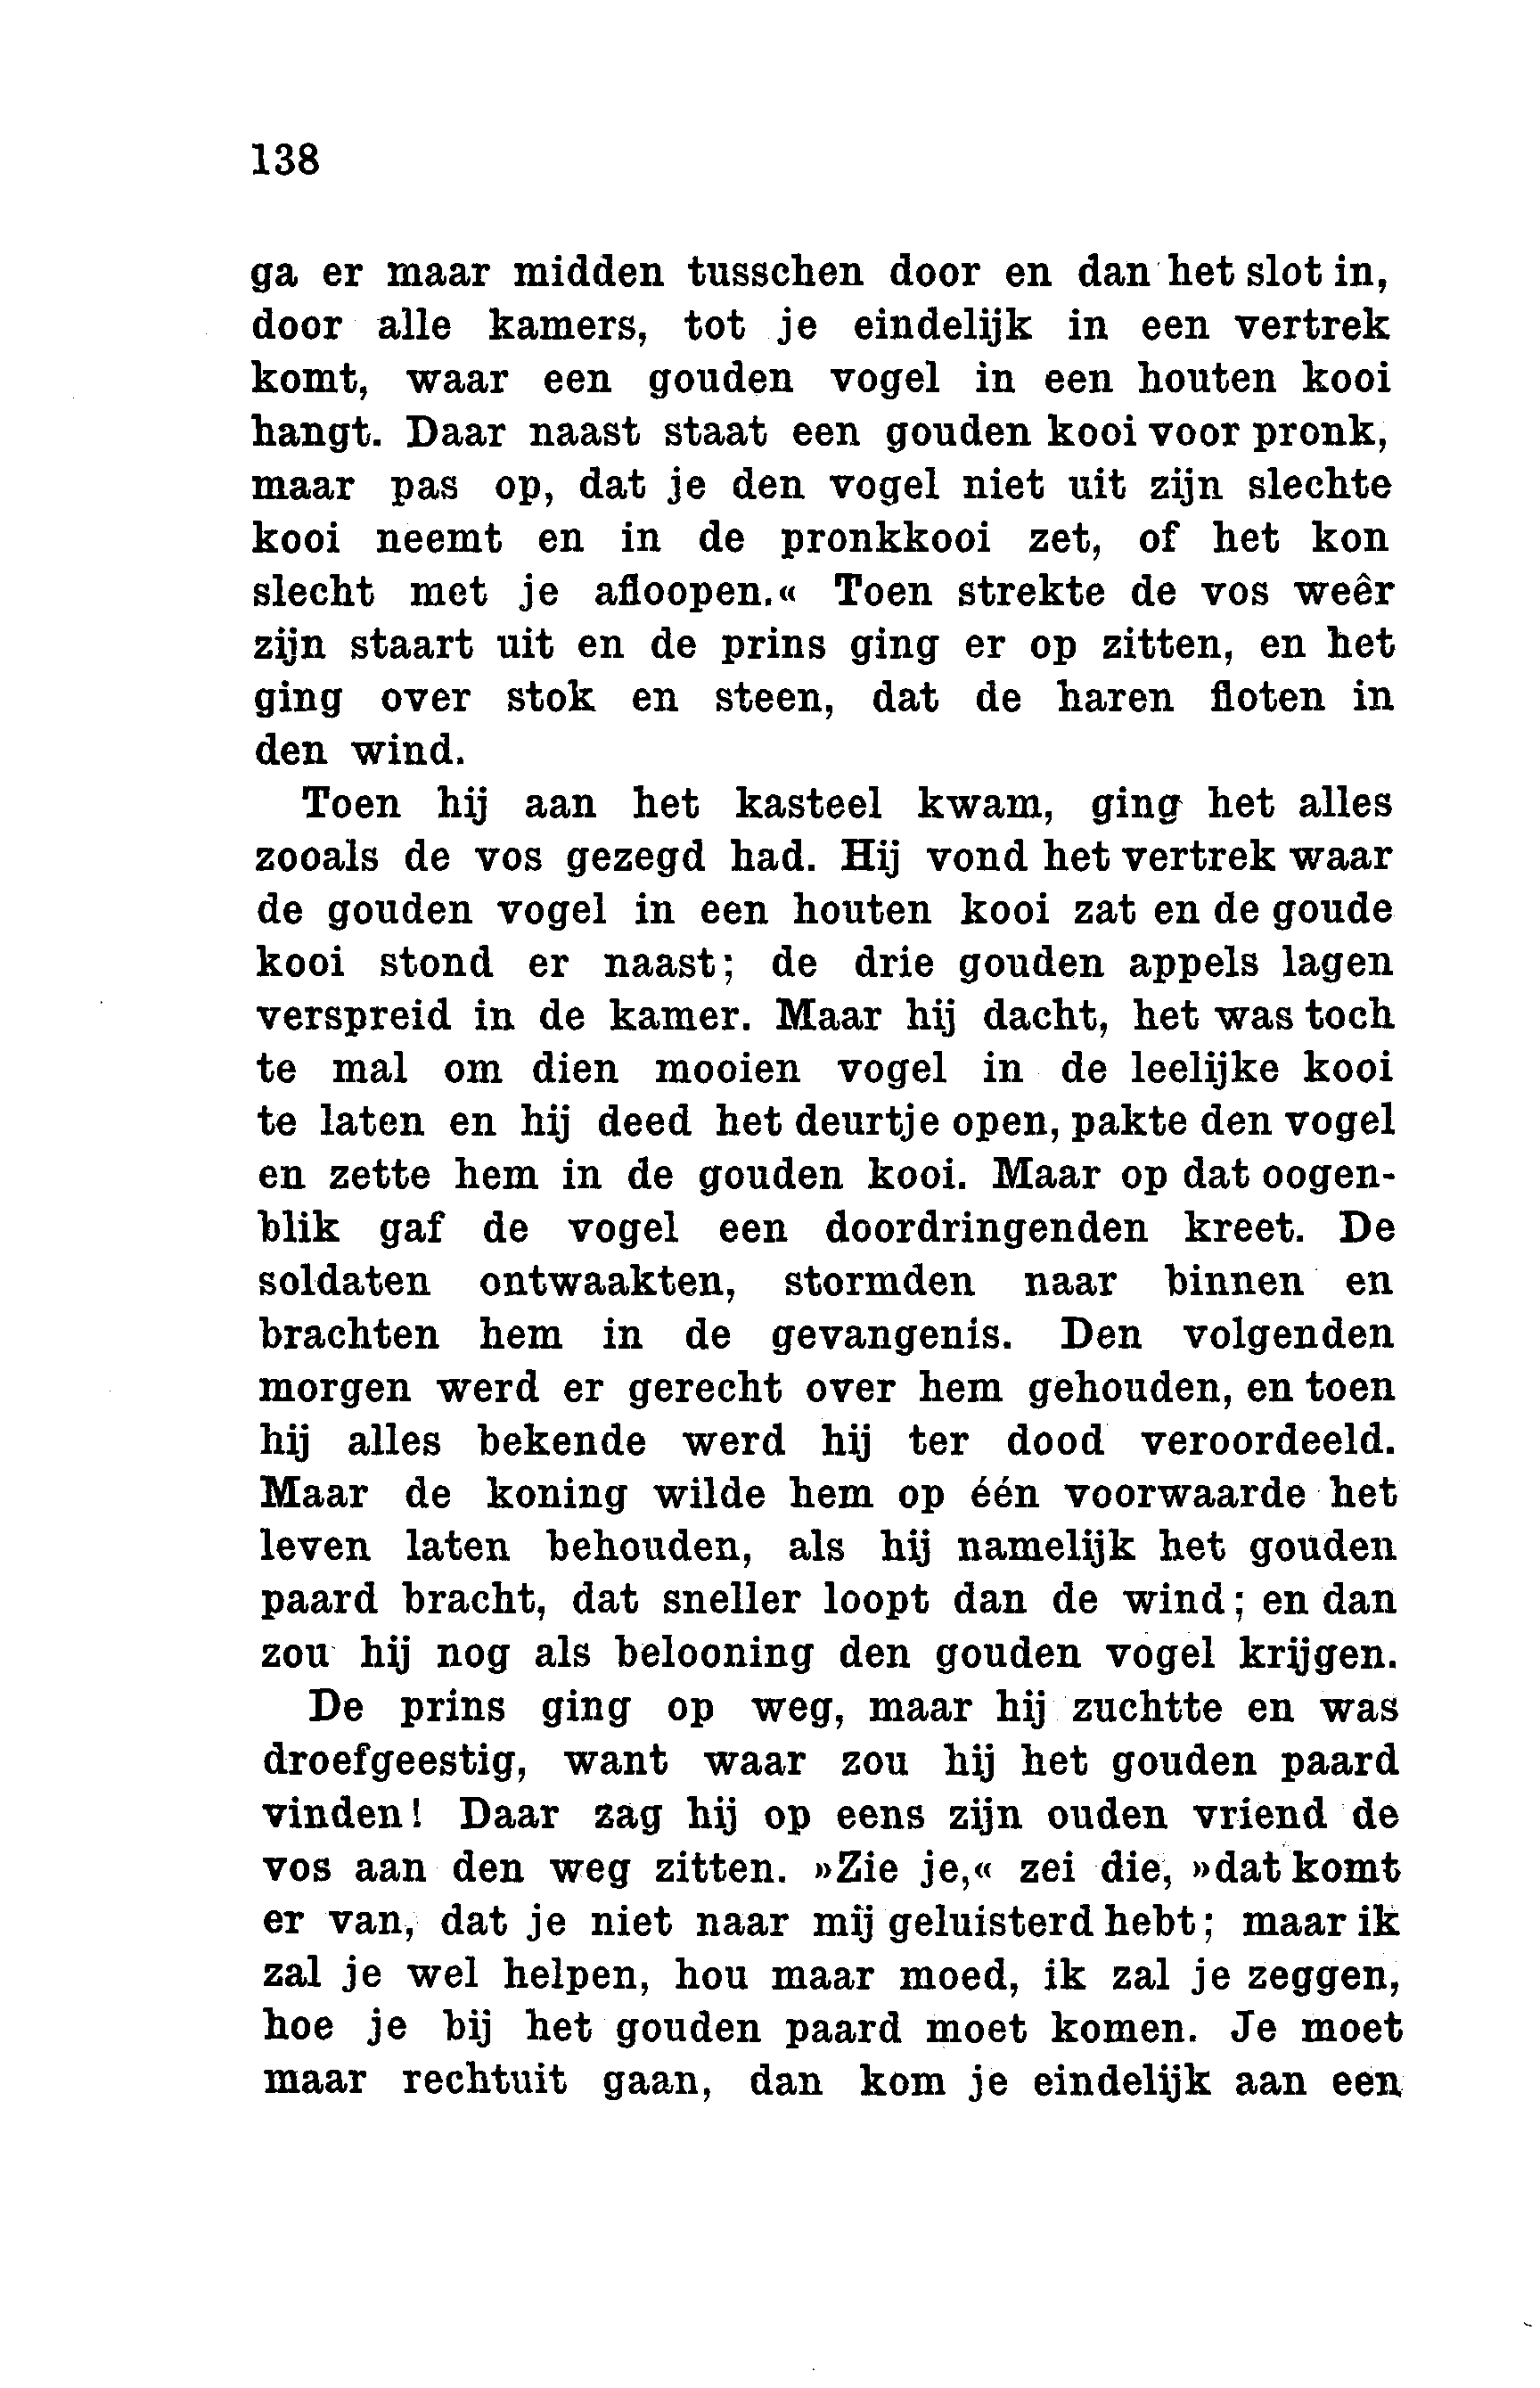 138
ga er maar midden tusschen door en dan het slot in,
door alle kamers, tot je eindelijk in een vertrek
komt, waar een gouden vogel in een houten kooi
hangt. Daar naast staat een gouden kooi voor pronk,
maar pas op, dat je den vogel niet uit zijn slechte
kooi neemt en in de pronkkooi zet, of het kon
slecht met je afloopen.« Toen strekte de vos weêr
zijn staart uit en de prins ging er op zitten, en het
ging over stok en steen, dat de haren floten in
den wind.
Toen hij aan het kasteel kwam, ging het alles
zooals de vos gezegd had. Hij vond het vertrek waar
de gouden vogel in een houten kooi zat en de goude
kooi stond er naast; de drie gouden appels lagen
verspreid in de kamer. Maar hij dacht, het was toch
te mal om dien mooien vogel in de leelijke kooi
te laten en hij deed het deurtje open, pakte den vogel
en zette hem in de gouden kooi. Maar op dat oogen-
blik gaf de vogel een doordringenden kreet. De
soldaten ontwaakten, stormden naar binnen en
brachten hem in de gevangenis. Den volgenden
morgen werd er gerecht over hem gehouden, en toen
hij alles bekende werd hij ter dood veroordeeld.
Maar de koning wilde hem op één voorwaarde het
leven laten behouden, als hij namelijk het gouden
paard bracht, dat sneller loopt dan de wind; en dan
zou hij nog als belooning den gouden vogel krijgen.
De prins ging op weg, maar hij zuchtte en was
droefgeestig, want waar zou hij het gouden paard
vinden! Daar zag hij op eens zijn ouden vriend de
vos aan den weg zitten. »Zie je,« zei die, »dat komt
er van, dat je niet naar mij geluisterd hebt; maar ik
zal je wel helpen, hou maar moed, ik zal je zeggen,
hoe je bij het gouden paard moet komen. Je moet
maar rechtuit gaan, dan kom je eindelijk aan een